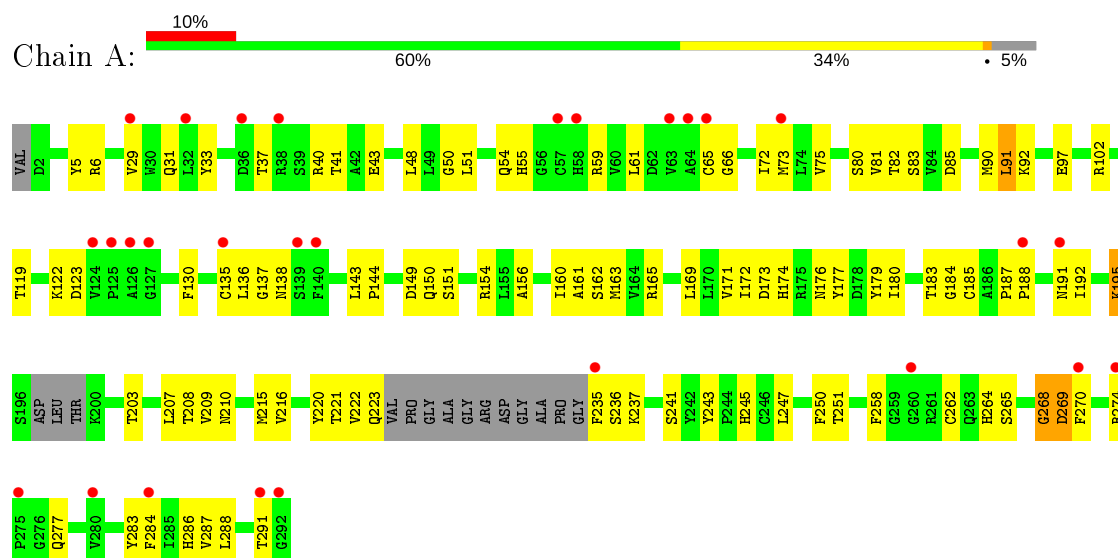 10%
Chain A:
60% 34% • 5%
VAL D2 Y5 R6 V29 W30 Q31 L32 Y33 D36 T37 R38 S39 R40 T41 A42 E43 L48 L49 G50 L51 Q54 H55 G56 C57 H58 R59 V60 L61 D62 V63 A64 C65 G66 I72 M73 L74 V75 S80 V81 T82 S83 V84 D85 M90 L91 K92 E97 R102
T119 K122 D123 V124 P125 A126 G127 F130 C135 L136 G137 N138 S139 F140 L143 P144 D149 Q150 S151 R154 L155 A156 I160 A161 S162 M163 V164 R165 L169 L170 V171 I172 D173 H174 R175 N176 Y177 D178 Y179 I180 T183 G184 C185 A186 P187 P188 N191 I192 K195
S196 ASP LEU THR K200 T203 L207 T208 V209 N210 M215 V216 Y220 T221 V222 Q223 VAL PRO GLY ALA GLY ARG ASP GLY ALA PRO GLY F235 S236 K237 S241 Y242 Y243 P244 H245 C246 L247 F250 T251 F258 G259 G260 R261 C262 Q263 H264 S265 G268 D269 F270
P275 G276 Q277 V280 Y283 F284 I285 H286 V287 L288 T291 G292